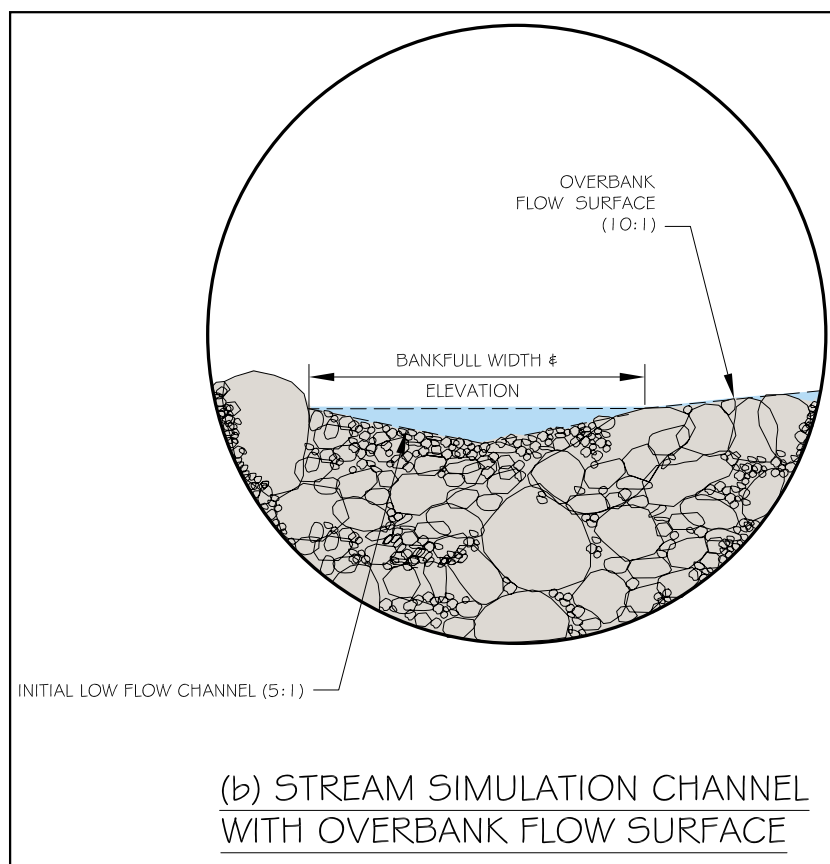 OVERBANK
FLOW SURFACE
(10:1)
BANKFULL WIDTH &
ELEVATION
INITIAL LOW FLOW CHANNEL (5:1)
(b) STREAM SIMULATION CHANNEL
WITH OVERBANK FLOW SURFACE